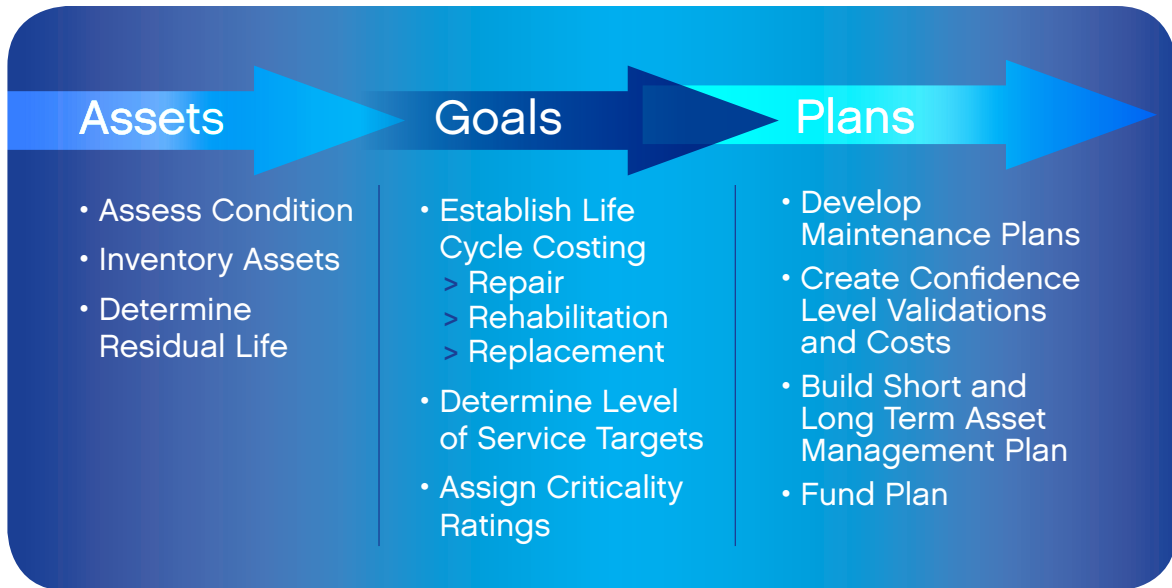 Assets
• Assess Condition
• Inventory Assets
• Determine
Residual Life
Goals
• Establish Life
Cycle Costing
> Repair
> Rehabilitation
> Replacement
• Determine Level
of Service Targets
• Assign Criticality
Ratings
Plans
• Develop
Maintenance Plans
• Create Confidence
Level Validations
and Costs
• Build Short and
Long Term Asset
Management Plan
• Fund Plan